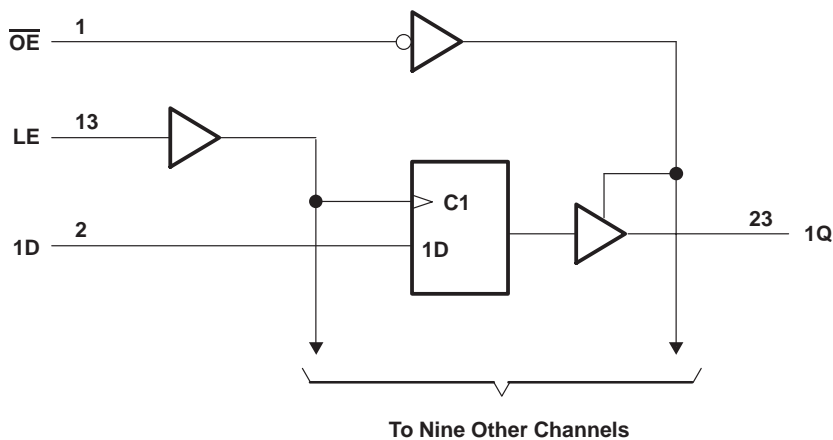 OE 1
LE 13
C1
1D 2
1D
23 1Q
To Nine Other Channels